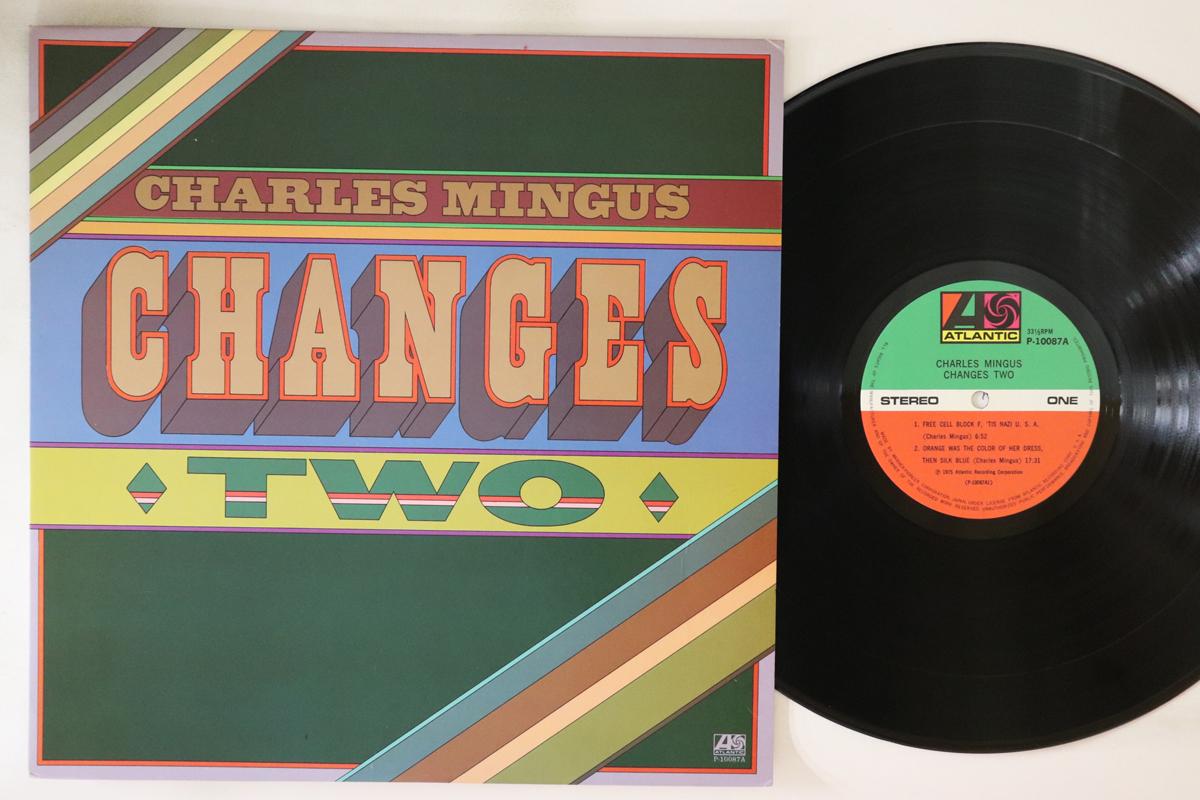 CHARLES MINGUS
CHANGES
TWO
ATLANTIC
P-10087A
ATLANTIC
33⅓RPM
P-10087A
CHARLES MINGUS
CHANGES TWO
STEREO
ONE
1. FREE CELL BLOCK F, 'TIS NAZI U. S. A.
(Charles Mingus) 6:52
2. ORANGE WAS THE COLOR OF HER DRESS,
THEN SILK BLUE (Charles Mingus) 17:31
℗ 1975 Atlantic Recording Corporation
(P-10087A1)